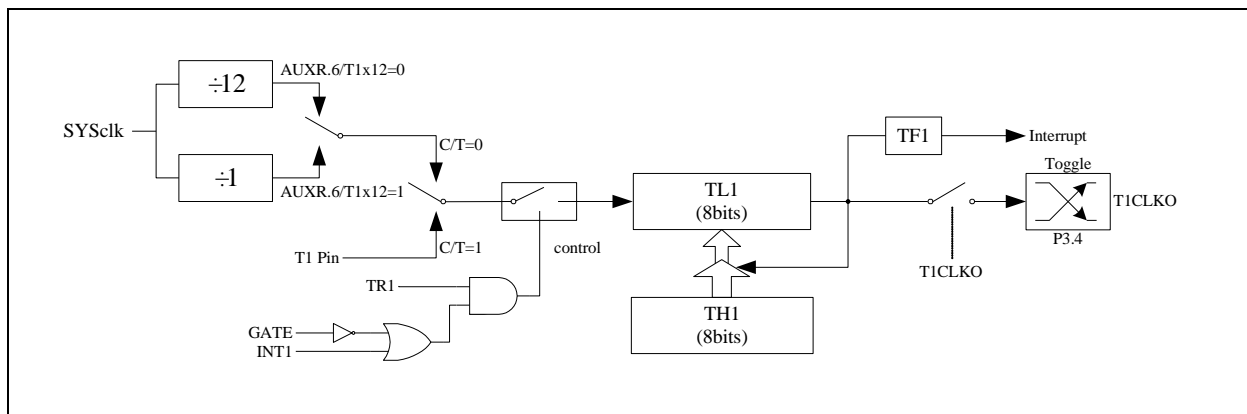 ÷12
AUXR.6/T1x12=0
SYSclk
÷1
AUXR.6/T1x12=1
C/T=0
C/T=1
T1 Pin
control
TR1
GATE
INT1
TL1
(8bits)
TH1
(8bits)
TF1
Interrupt
Toggle
T1CLKO
P3.4
T1CLKO